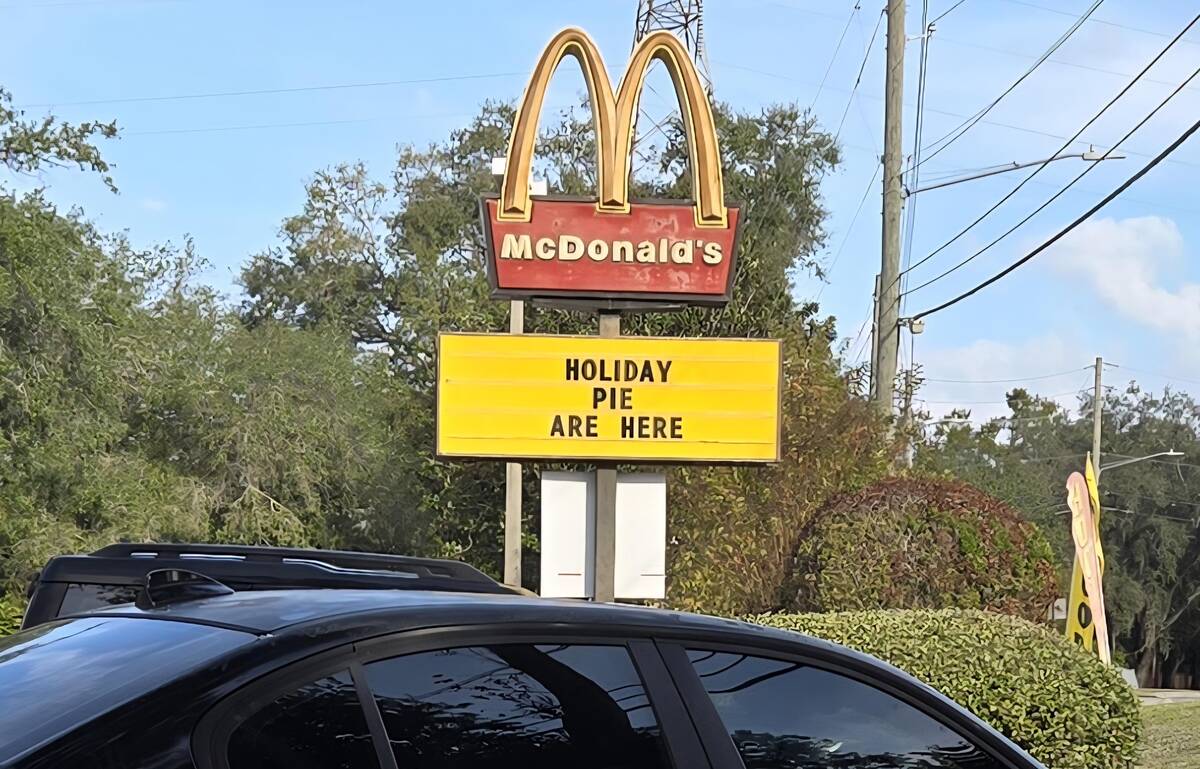 McDonald's
HOLIDAY
PIE
ARE HERE